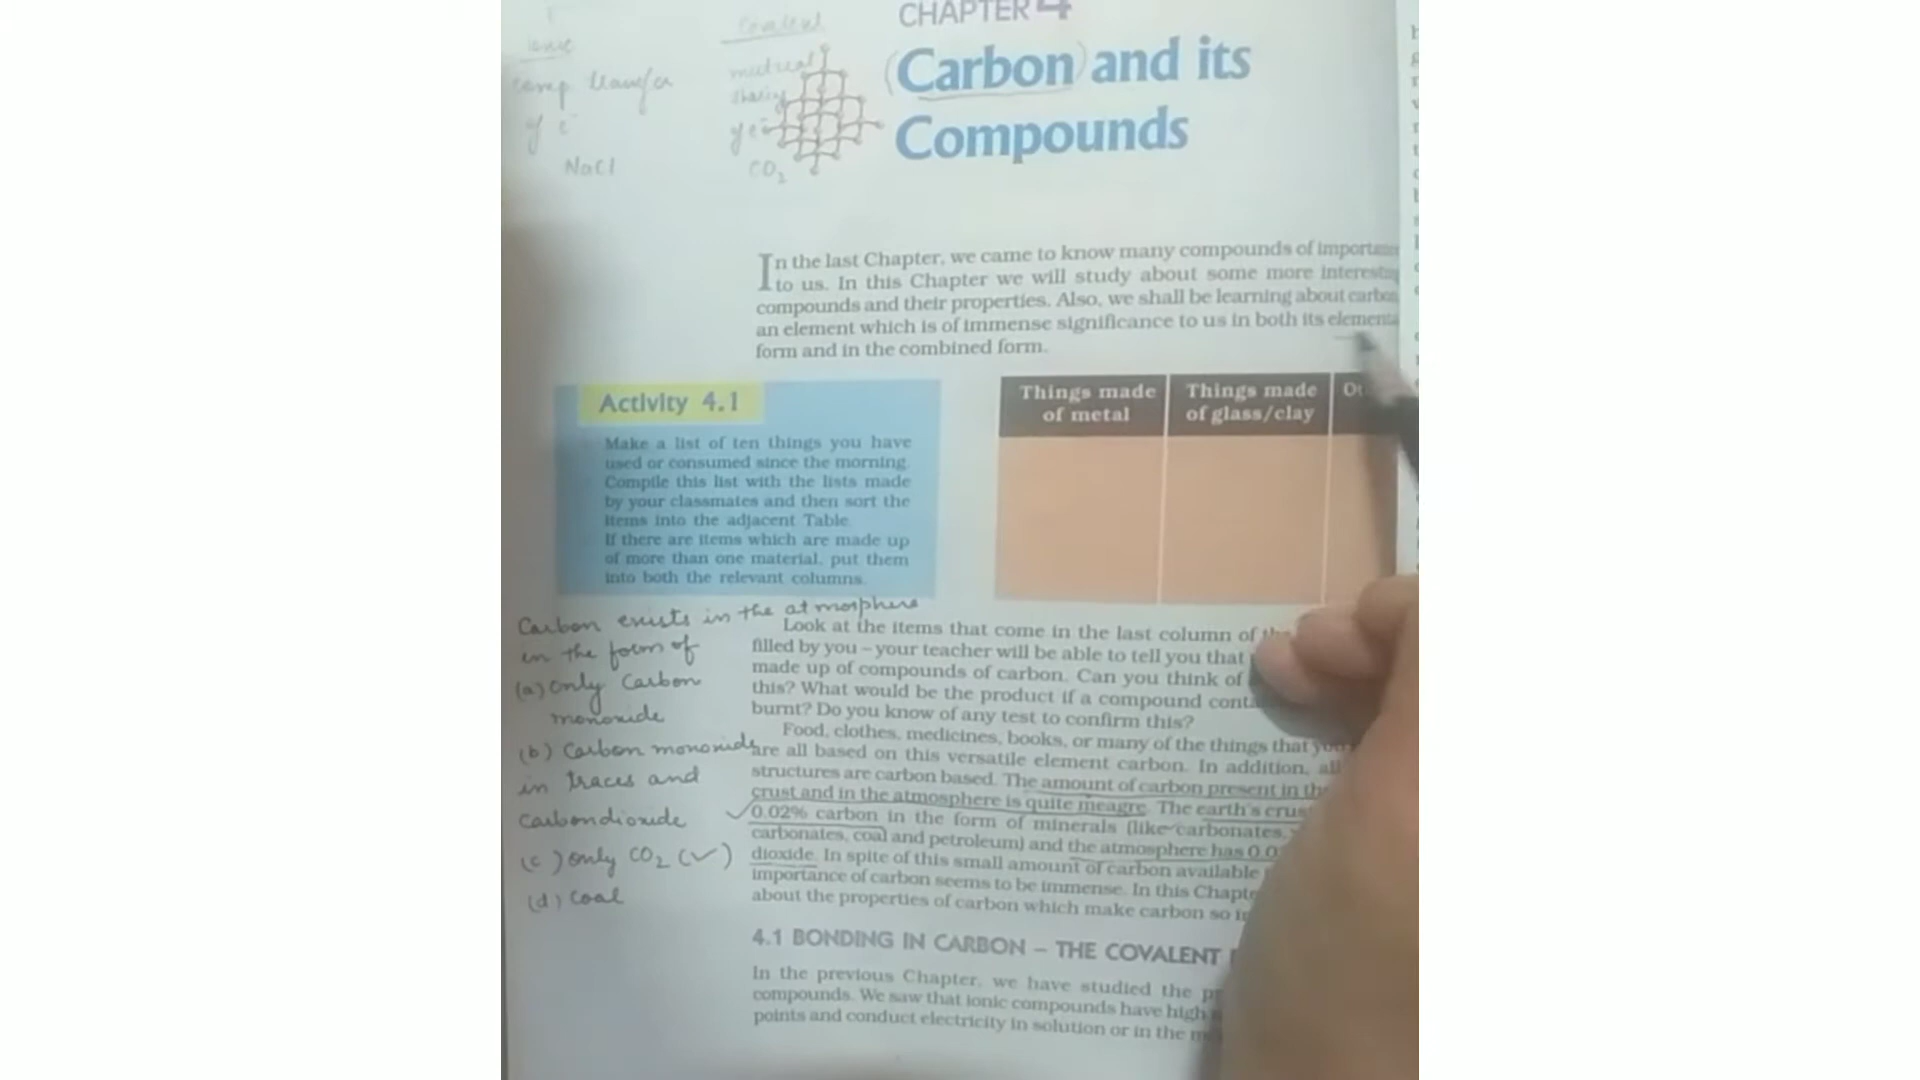 Ionic
comp transfer
of e-
NaCl
Covalent
mutual
sharing
of e-
CO2
CHAPTER 4
Carbon and its
Compounds
In the last Chapter, we came to know many compounds of
to us. In this Chapter we will study about some more
compounds and their properties. Also, we shall be learning about
an element which is of immense significance to us in both its
form and in the combined form.
Activity 4.1
Make a list of ten things you have
used or consumed since the morning.
Compile this list with the lists made
by your classmates and then sort the
items into the adjacent Table.
If there are items which are made up
of more than one material, put them
into both the relevant columns.
Things made
of metal
Things made
of glass/clay
Carbon exists in the atmosphere
in the form of
(a) Only Carbon
monoxide
(b) Carbon monoxide
in traces and
Carbondioxide
(c) only CO2 (✓)
(d) Coal
Look at the items that come in the last column of
filled by you – your teacher will be able to tell you that
made up of compounds of carbon. Can you think of
this? What would be the product if a compound
burnt? Do you know of any test to confirm this?
Food, clothes, medicines, books, or many of the things that
are all based on this versatile element carbon. In addition,
structures are carbon based. The amount of carbon present in
crust and in the atmosphere is quite meagre. The earth's
0.02% carbon in the form of minerals (like carbonates,
carbonates, coal and petroleum) and the atmosphere has
dioxide. In spite of this small amount of carbon available
importance of carbon seems to be immense. In this
about the properties of carbon which make carbon so
4.1 BONDING IN CARBON – THE COVALENT
In the previous Chapter, we have studied the
compounds. We saw that ionic compounds have high
points and conduct electricity in solution or in the